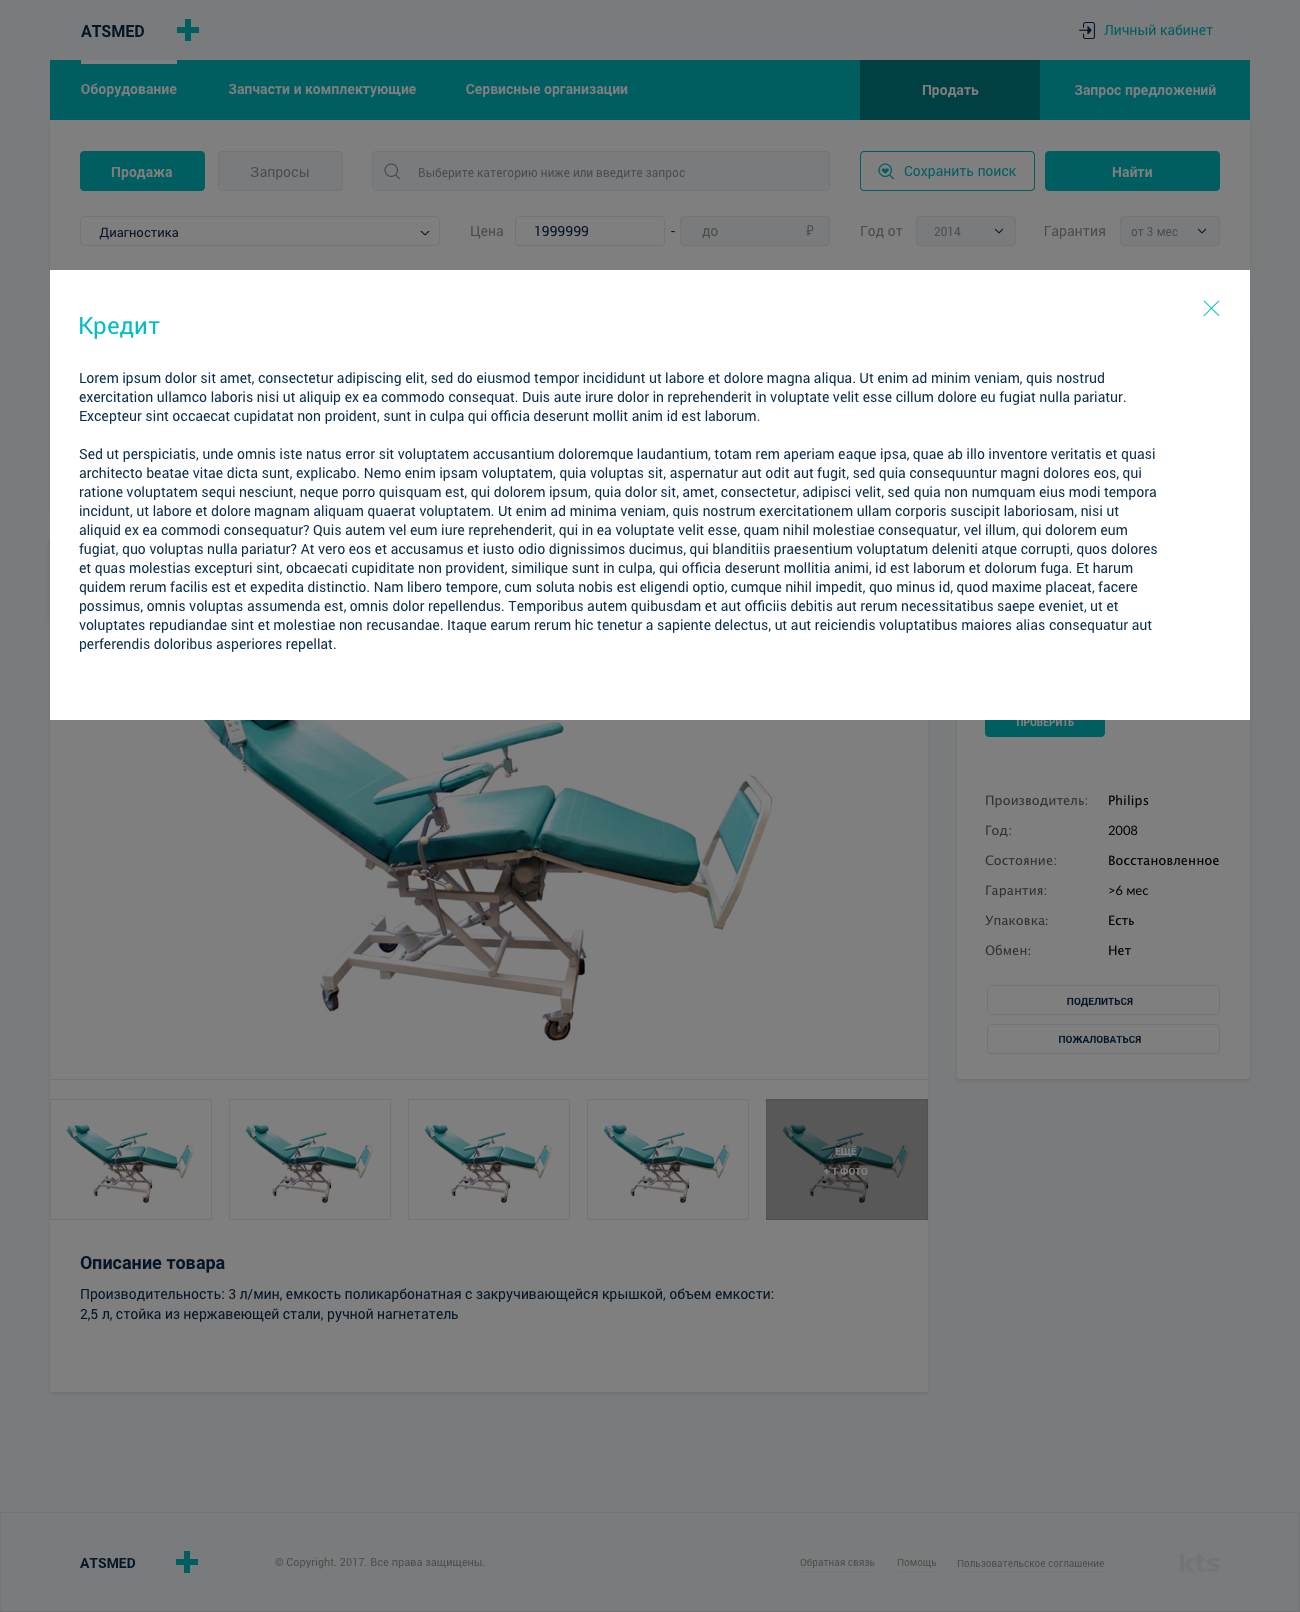 ATSMED
Личный кабинет
Оборудование
Запчасти и комплектующие
Сервисные организации
Продать
Запрос предложений
Продажа
Запросы
Выберите категорию ниже или введите запрос
Сохранить поиск
Найти
Диагностика
Цена
1999999
-
до
₽
Год от
2014
Гарантия
от 3 мес
Кредит
Lorem ipsum dolor sit amet, consectetur adipiscing elit, sed do eiusmod tempor incididunt ut labore et dolore magna aliqua. Ut enim ad minim veniam, quis nostrud
exercitation ullamco laboris nisi ut aliquip ex ea commodo consequat. Duis aute irure dolor in reprehenderit in voluptate velit esse cillum dolore eu fugiat nulla pariatur.
Excepteur sint occaecat cupidatat non proident, sunt in culpa qui officia deserunt mollit anim id est laborum.
Sed ut perspiciatis, unde omnis iste natus error sit voluptatem accusantium doloremque laudantium, totam rem aperiam eaque ipsa, quae ab illo inventore veritatis et quasi
architecto beatae vitae dicta sunt, explicabo. Nemo enim ipsam voluptatem, quia voluptas sit, aspernatur aut odit aut fugit, sed quia consequuntur magni dolores eos, qui
ratione voluptatem sequi nesciunt, neque porro quisquam est, qui dolorem ipsum, quia dolor sit, amet, consectetur, adipisci velit, sed quia non numquam eius modi tempora
incidunt, ut labore et dolore magnam aliquam quaerat voluptatem. Ut enim ad minima veniam, quis nostrum exercitationem ullam corporis suscipit laboriosam, nisi ut
aliquid ex ea commodi consequatur? Quis autem vel eum iure reprehenderit, qui in ea voluptate velit esse, quam nihil molestiae consequatur, vel illum, qui dolorem eum
fugiat, quo voluptas nulla pariatur? At vero eos et accusamus et iusto odio dignissimos ducimus, qui blanditiis praesentium voluptatum deleniti atque corrupti, quos dolores
et quas molestias excepturi sint, obcaecati cupiditate non provident, similique sunt in culpa, qui officia deserunt mollitia animi, id est laborum et dolorum fuga. Et harum
quidem rerum facilis est et expedita distinctio. Nam libero tempore, cum soluta nobis est eligendi optio, cumque nihil impedit, quo minus id, quod maxime placeat, facere
possimus, omnis voluptas assumenda est, omnis dolor repellendus. Temporibus autem quibusdam et aut officiis debitis aut rerum necessitatibus saepe eveniet, ut et
voluptates repudiandae sint et molestiae non recusandae. Itaque earum rerum hic tenetur a sapiente delectus, ut aut reiciendis voluptatibus maiores alias consequatur aut
perferendis doloribus asperiores repellat.
ПРОВЕРИТЬ
Производитель: Philips
Год: 2008
Состояние: Восстановленное
Гарантия: >6 мес
Упаковка: Есть
Обмен: Нет
ПОДЕЛИТЬСЯ
ПОЖАЛОВАТЬСЯ
ЕЩЁ
+ 1 ФОТО
Описание товара
Производительность: 3 л/мин, емкость поликарбонатная с закручивающейся крышкой, объем емкости:
2,5 л, стойка из нержавеющей стали, ручной нагнетатель
ATSMED
© Copyright. 2017. Все права защищены.
Обратная связь
Помощь
Пользовательское соглашение
kts